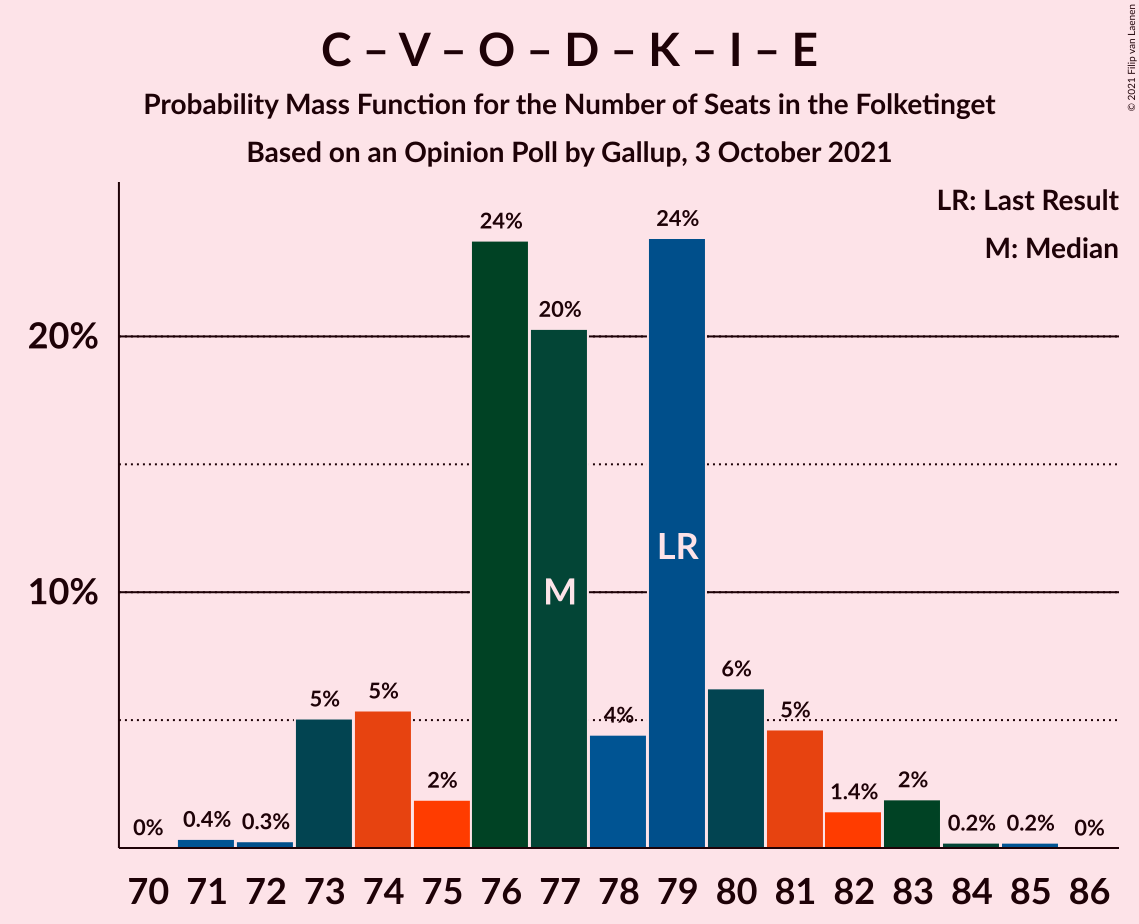 C – V – O – D – K – I – E
Probability Mass Function for the Number of Seats in the Folketinget
Based on an Opinion Poll by Gallup, 3 October 2021
© 2021 Filip van Laenen
LR: Last Result
M: Median
20%
10%
0%
0.4%
0.3%
5%
5%
2%
24%
20%
4%
24%
6%
5%
1.4%
2%
0.2%
0.2%
0%
M
LR
70 71 72 73 74 75 76 77 78 79 80 81 82 83 84 85 86